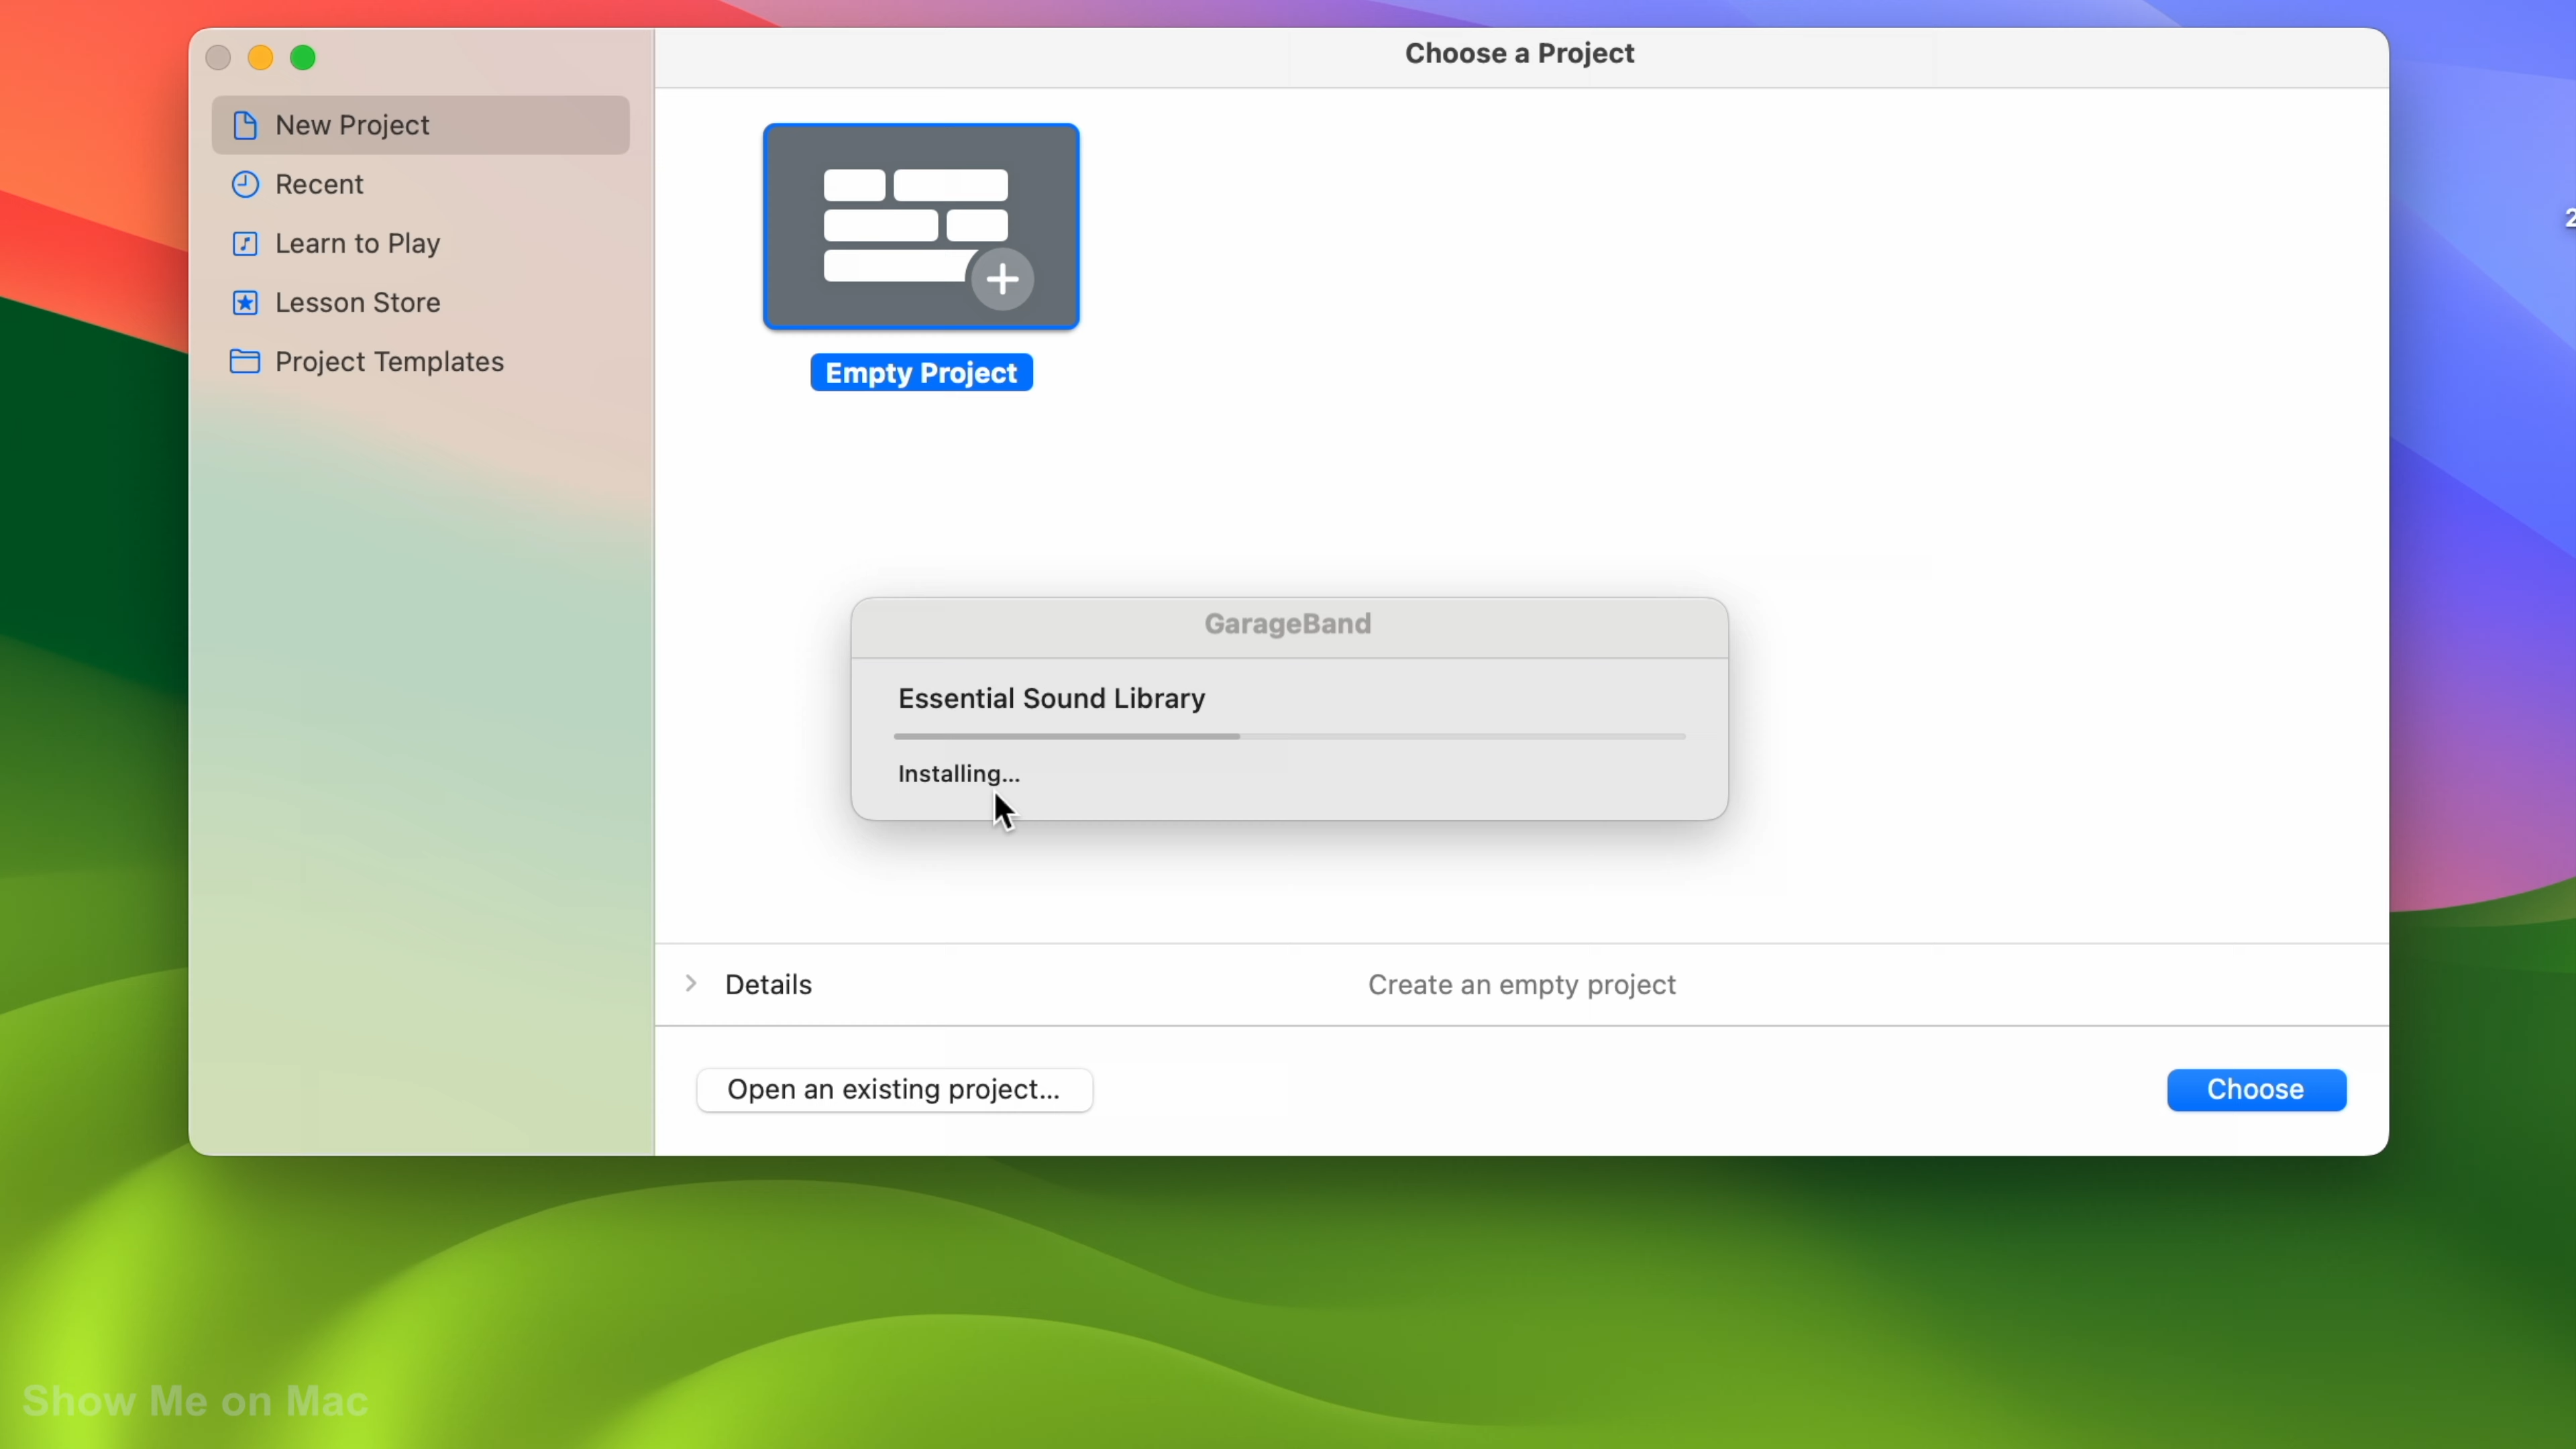 Choose a Project
New Project
Recent
Learn to Play
Lesson Store
Project Templates
Empty Project
GarageBand
Essential Sound Library
Installing...
Details
Create an empty project
Open an existing project...
Choose
Show Me on Mac